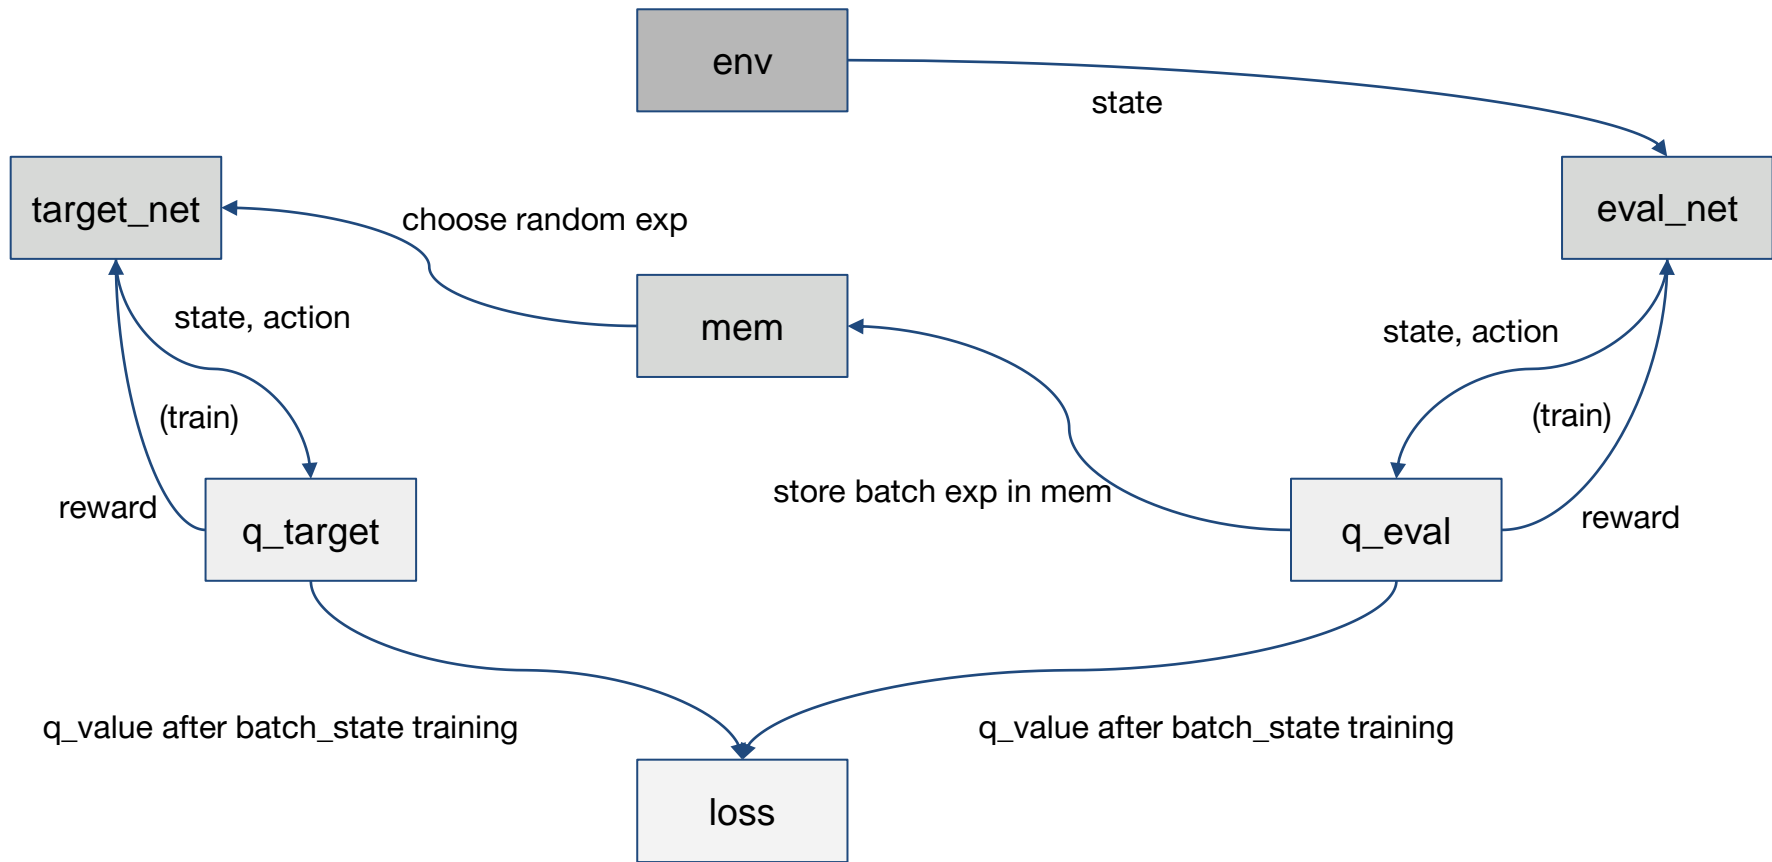 env
state
target_net
choose random exp
eval_net
state, action
mem
state, action
(train)
(train)
reward
q_target
store batch exp in mem
q_eval
reward
q_value after batch_state training
q_value after batch_state training
loss